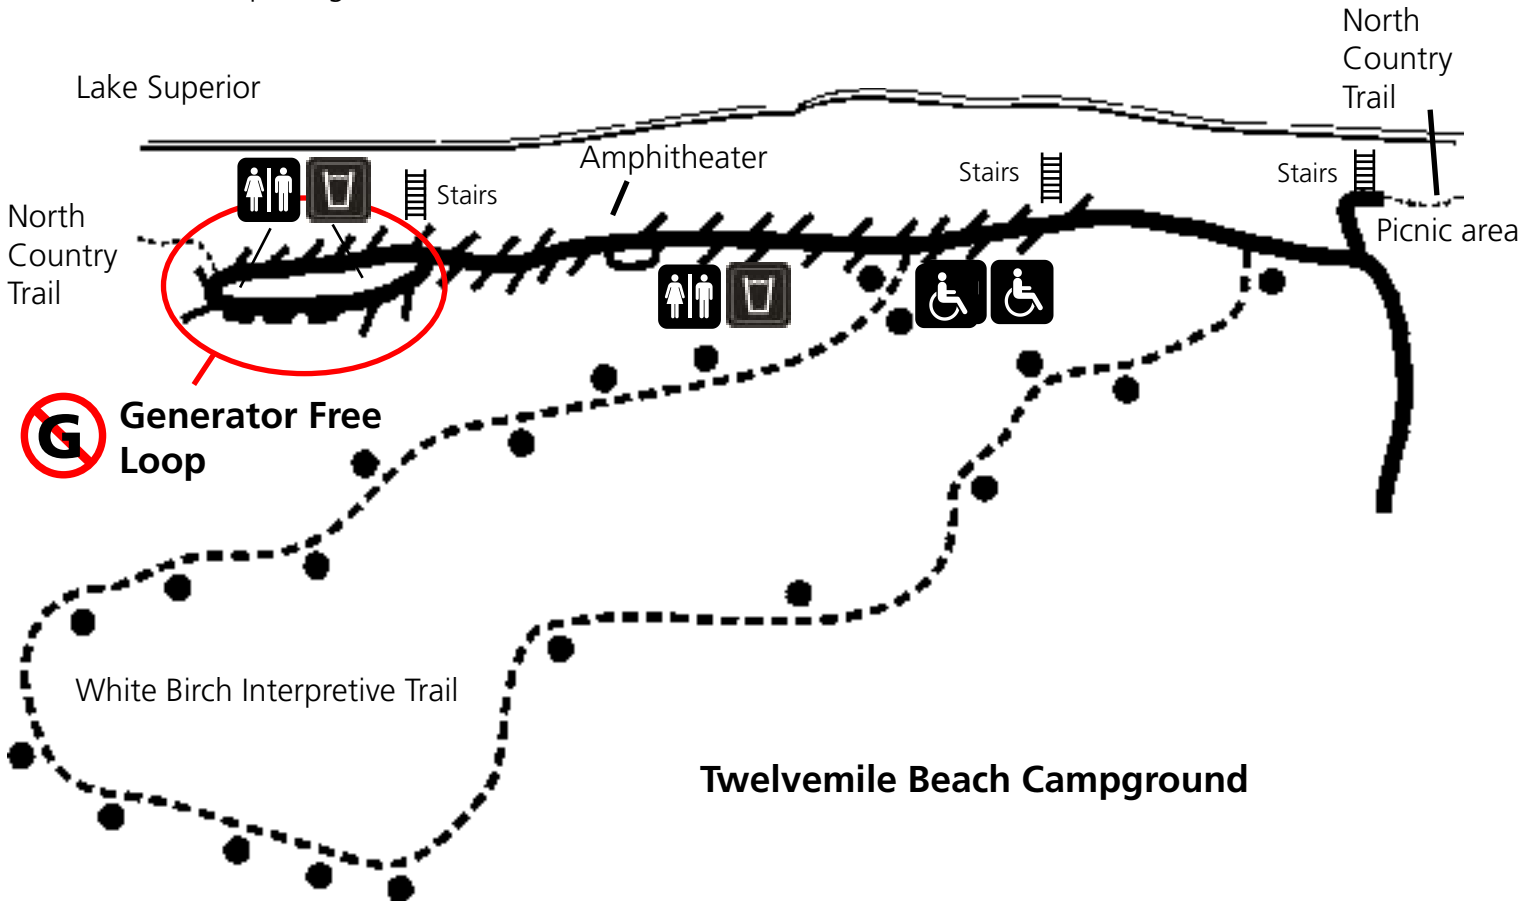 North
Country
Trail
Lake Superior
Amphitheater
Stairs
Stairs
Stairs
North
Country
Trail
Picnic area
G
Generator Free
Loop
White Birch Interpretive Trail
Twelvemile Beach Campground